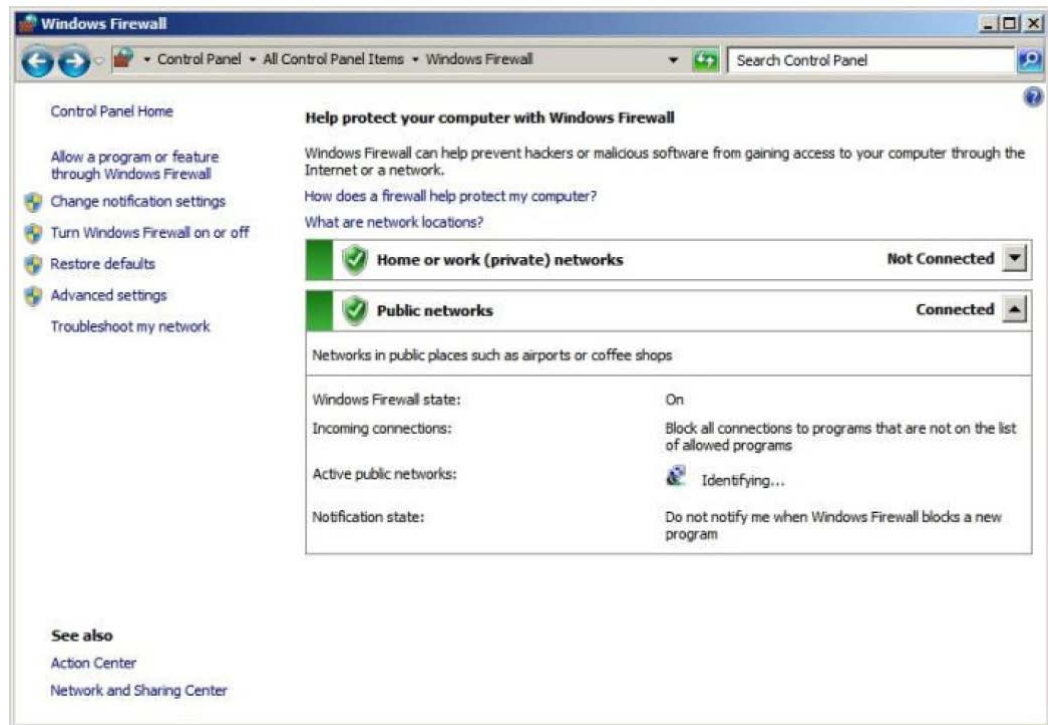 Windows Firewall
Control Panel
All Control Panel Items
Windows Firewall
Search Control Panel
Control Panel Home
Allow a program or feature
through Windows Firewall
Change notification settings
Turn Windows Firewall on or off
Restore defaults
Advanced settings
Troubleshoot my network
See also
Action Center
Network and Sharing Center
Help protect your computer with Windows Firewall
Windows Firewall can help prevent hackers or malicious software from gaining access to your computer through the
Internet or a network.
How does a firewall help protect my computer?
What are network locations?
Home or work (private) networks Not Connected
Public networks Connected
Networks in public places such as airports or coffee shops
Windows Firewall state: On
Incoming connections: Block all connections to programs that are not on the list
of allowed programs
Active public networks: Identifying...
Notification state: Do not notify me when Windows Firewall blocks a new
program